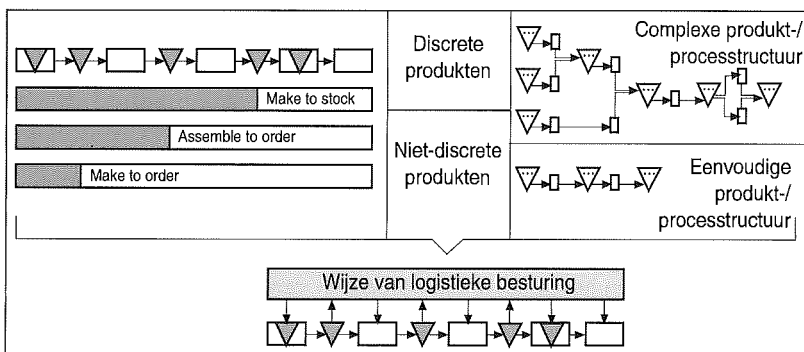 Make to stock
Assemble to order
Make to order
Discrete
produkten
Niet-discrete
produkten
Complexe produkt-/
processtructuur
Eenvoudige
produkt-/
processtructuur
Wijze van logistieke besturing